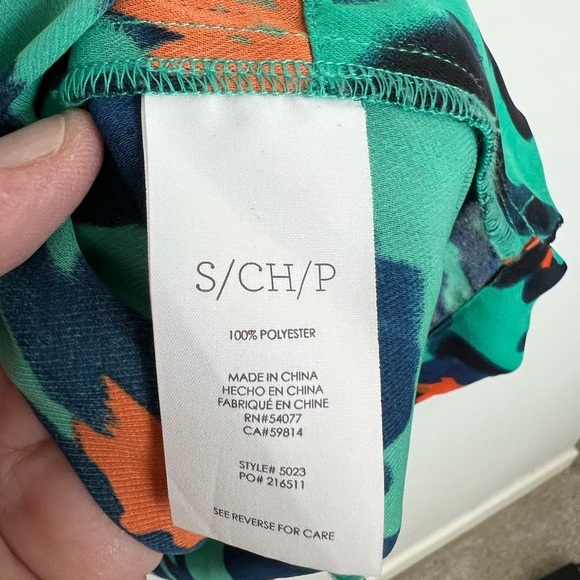 S/CH/P
100% POLYESTER
MADE IN CHINA
HECHO EN CHINA
FABRIQUÉ EN CHINE
RN#54077
CA#59814
STYLE# 5023
PO# 216511
SEE REVERSE FOR CARE